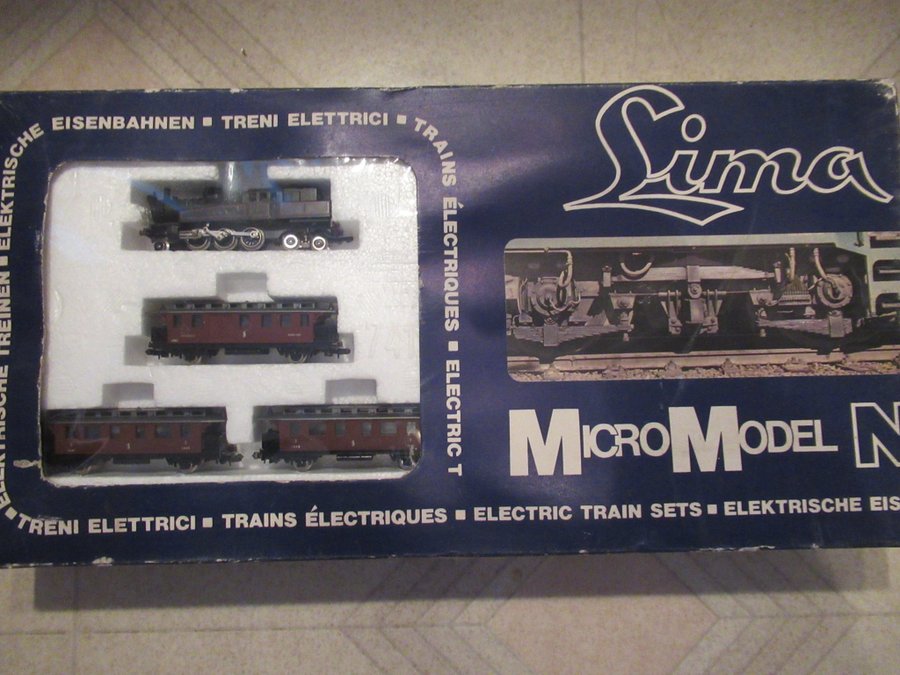 ELEKTRISCHE TREINEN ■ ELEKTRISCHE EISENBAHNEN ■ TRENI ELETTRICI ■ TRAINS ÉLECTRIQUES ■ ELECTRIC T
Lima
MICROMODEL N
TRENI ELETTRICI ■ TRAINS ÉLECTRIQUES ■ ELECTRIC TRAIN SETS ■ ELEKTRISCHE EIS